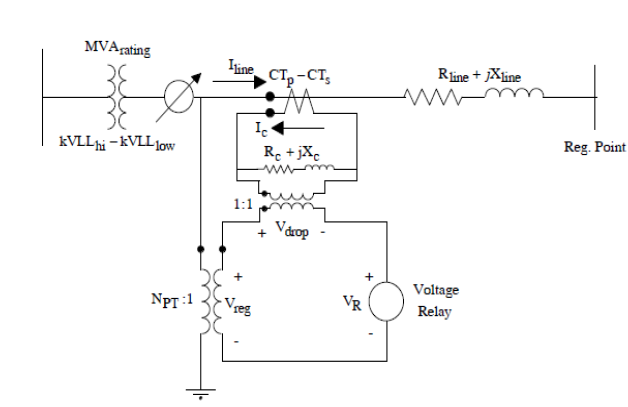 MVArating
Iline
CTp – CTs
Rline + jXline
kVLLhi – kVLLlow
Ic
Reg. Point
Rc + jXc
1:1
+ Vdrop -
+
+
NPT :1
Vreg
VR
Voltage
Relay
-
-